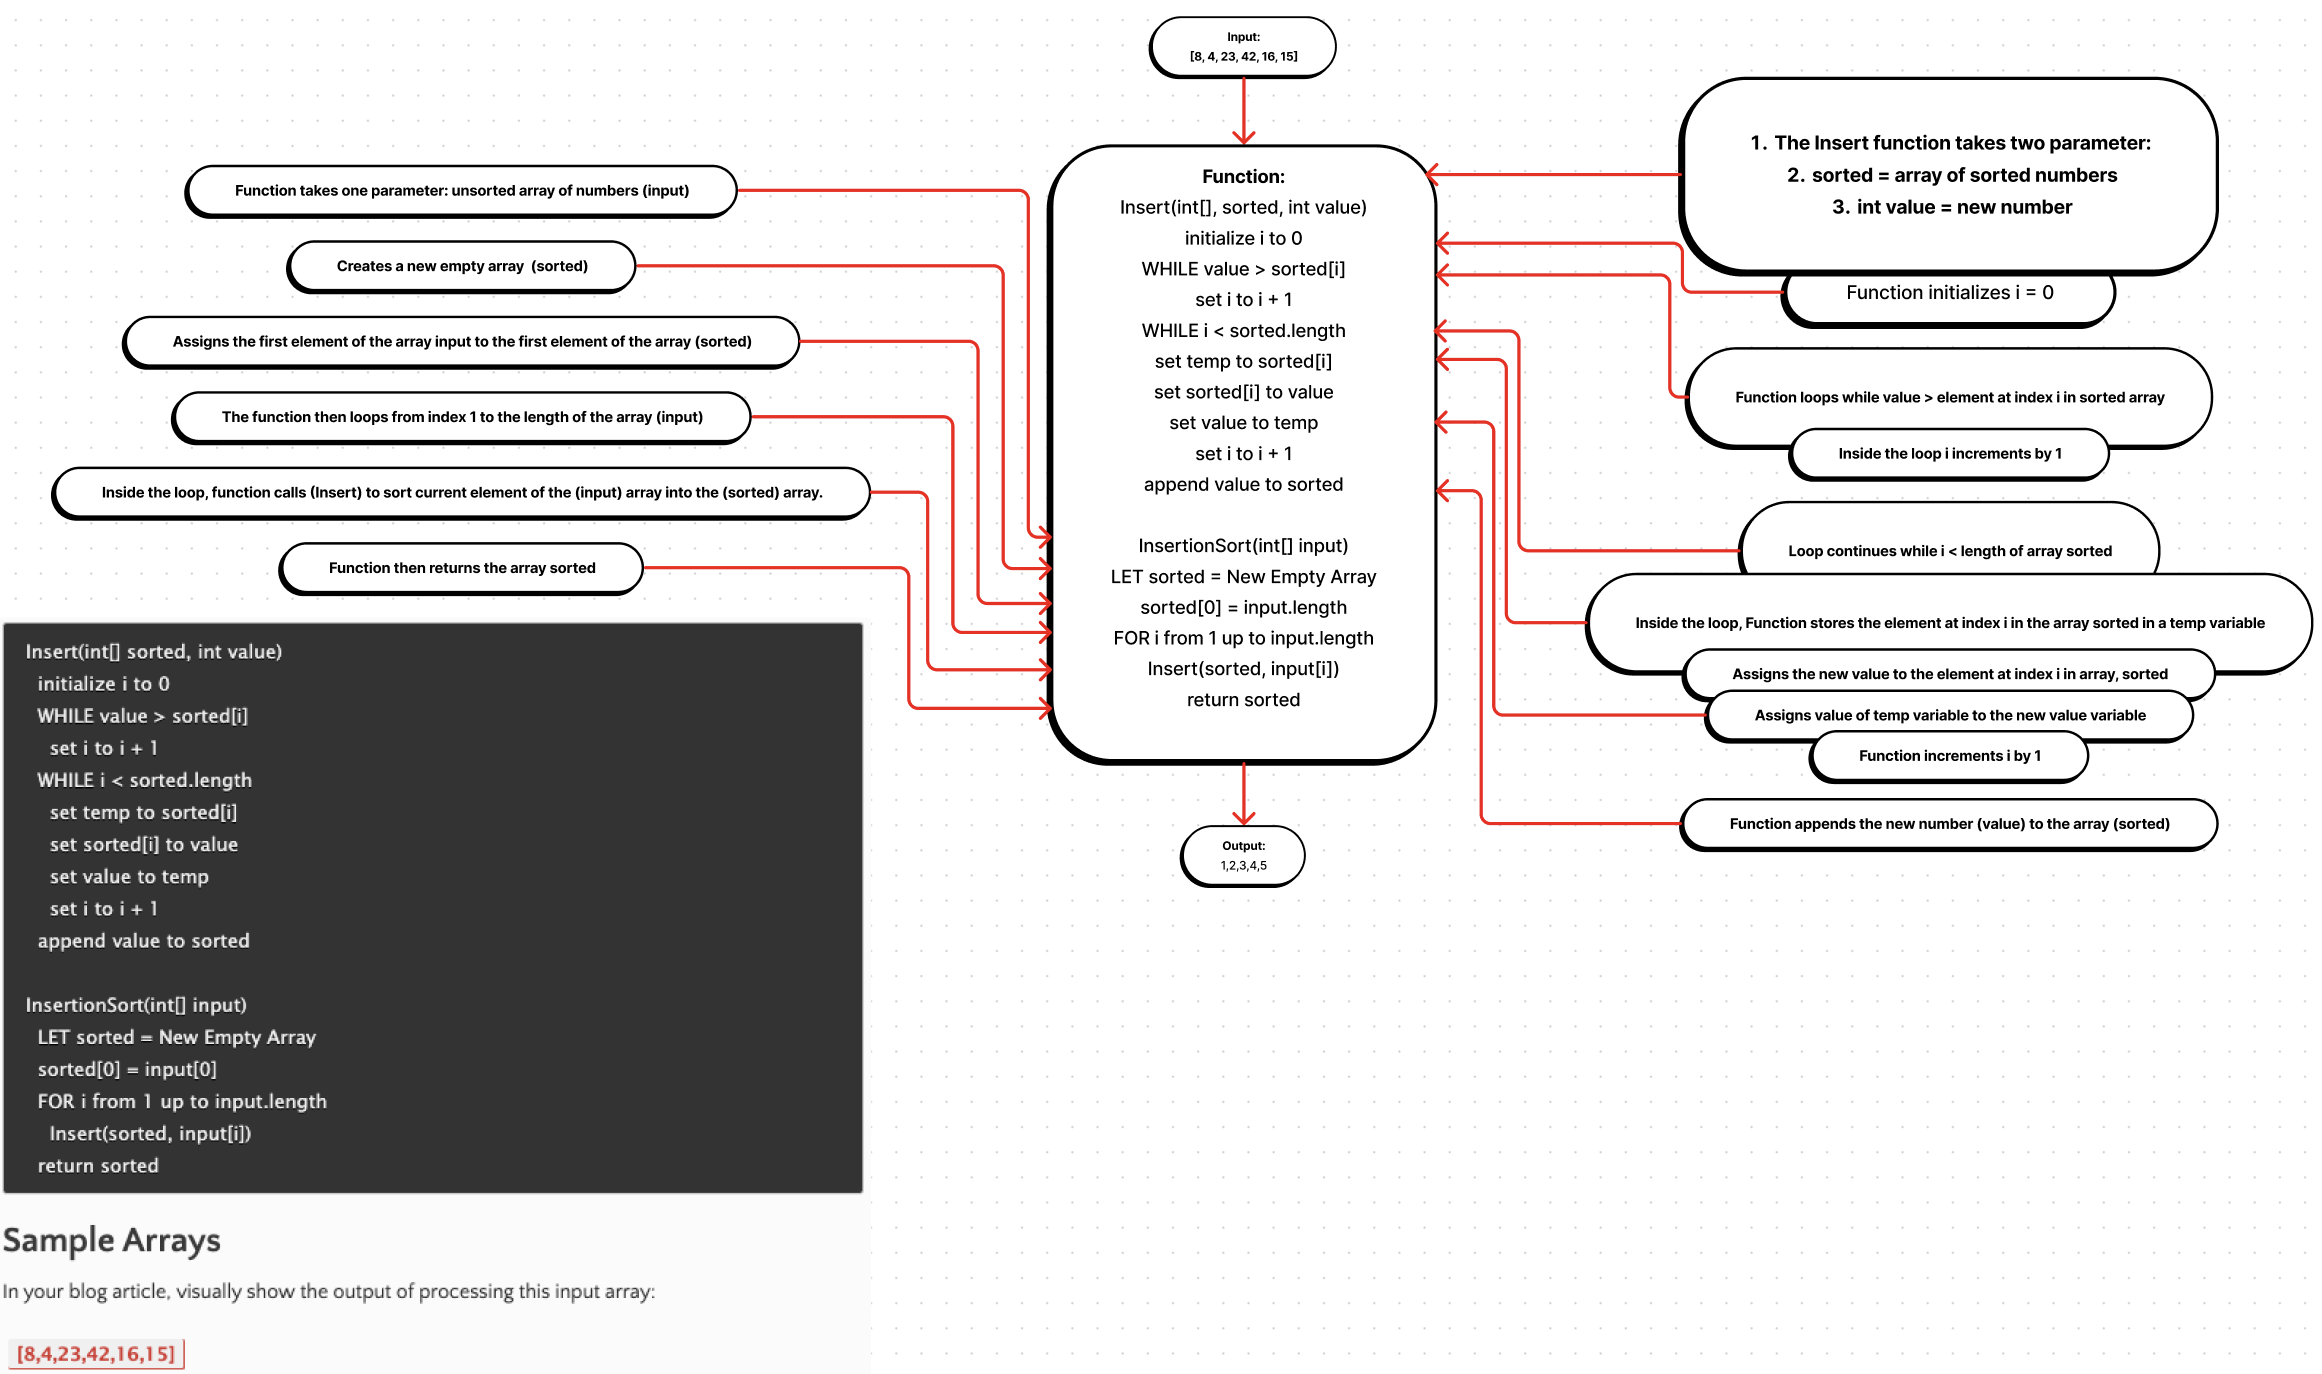 Input:
[8, 4, 23, 42, 16, 15]
Function takes one parameter: unsorted array of numbers (input)
Creates a new empty array (sorted)
Assigns the first element of the array input to the first element of the array (sorted)
The function then loops from index 1 to the length of the array (input)
Inside the loop, function calls (Insert) to sort current element of the (input) array into the (sorted) array.
Function then returns the array sorted
Function:
Insert(int[], sorted, int value)
initialize i to 0
WHILE value > sorted[i]
set i to i + 1
WHILE i < sorted.length
set temp to sorted[i]
set sorted[i] to value
set value to temp
set i to i + 1
append value to sorted
InsertionSort(int[] input)
LET sorted = New Empty Array
sorted[0] = input.length
FOR i from 1 up to input.length
Insert(sorted, input[i])
return sorted
Output:
1,2,3,4,5
1. The Insert function takes two parameter:
2. sorted = array of sorted numbers
3. int value = new number
Function initializes i = 0
Function loops while value > element at index i in sorted array
Inside the loop i increments by 1
Loop continues while i < length of array sorted
Inside the loop, Function stores the element at index i in the array sorted in a temp variable
Assigns the new value to the element at index i in array, sorted
Assigns value of temp variable to the new value variable
Function increments i by 1
Function appends the new number (value) to the array (sorted)
Insert(int[] sorted, int value)
initialize i to 0
WHILE value > sorted[i]
set i to i + 1
WHILE i < sorted.length
set temp to sorted[i]
set sorted[i] to value
set value to temp
set i to i + 1
append value to sorted
InsertionSort(int[] input)
LET sorted = New Empty Array
sorted[0] = input[0]
FOR i from 1 up to input.length
Insert(sorted, input[i])
return sorted
Sample Arrays
In your blog article, visually show the output of processing this input array:
[8,4,23,42,16,15]